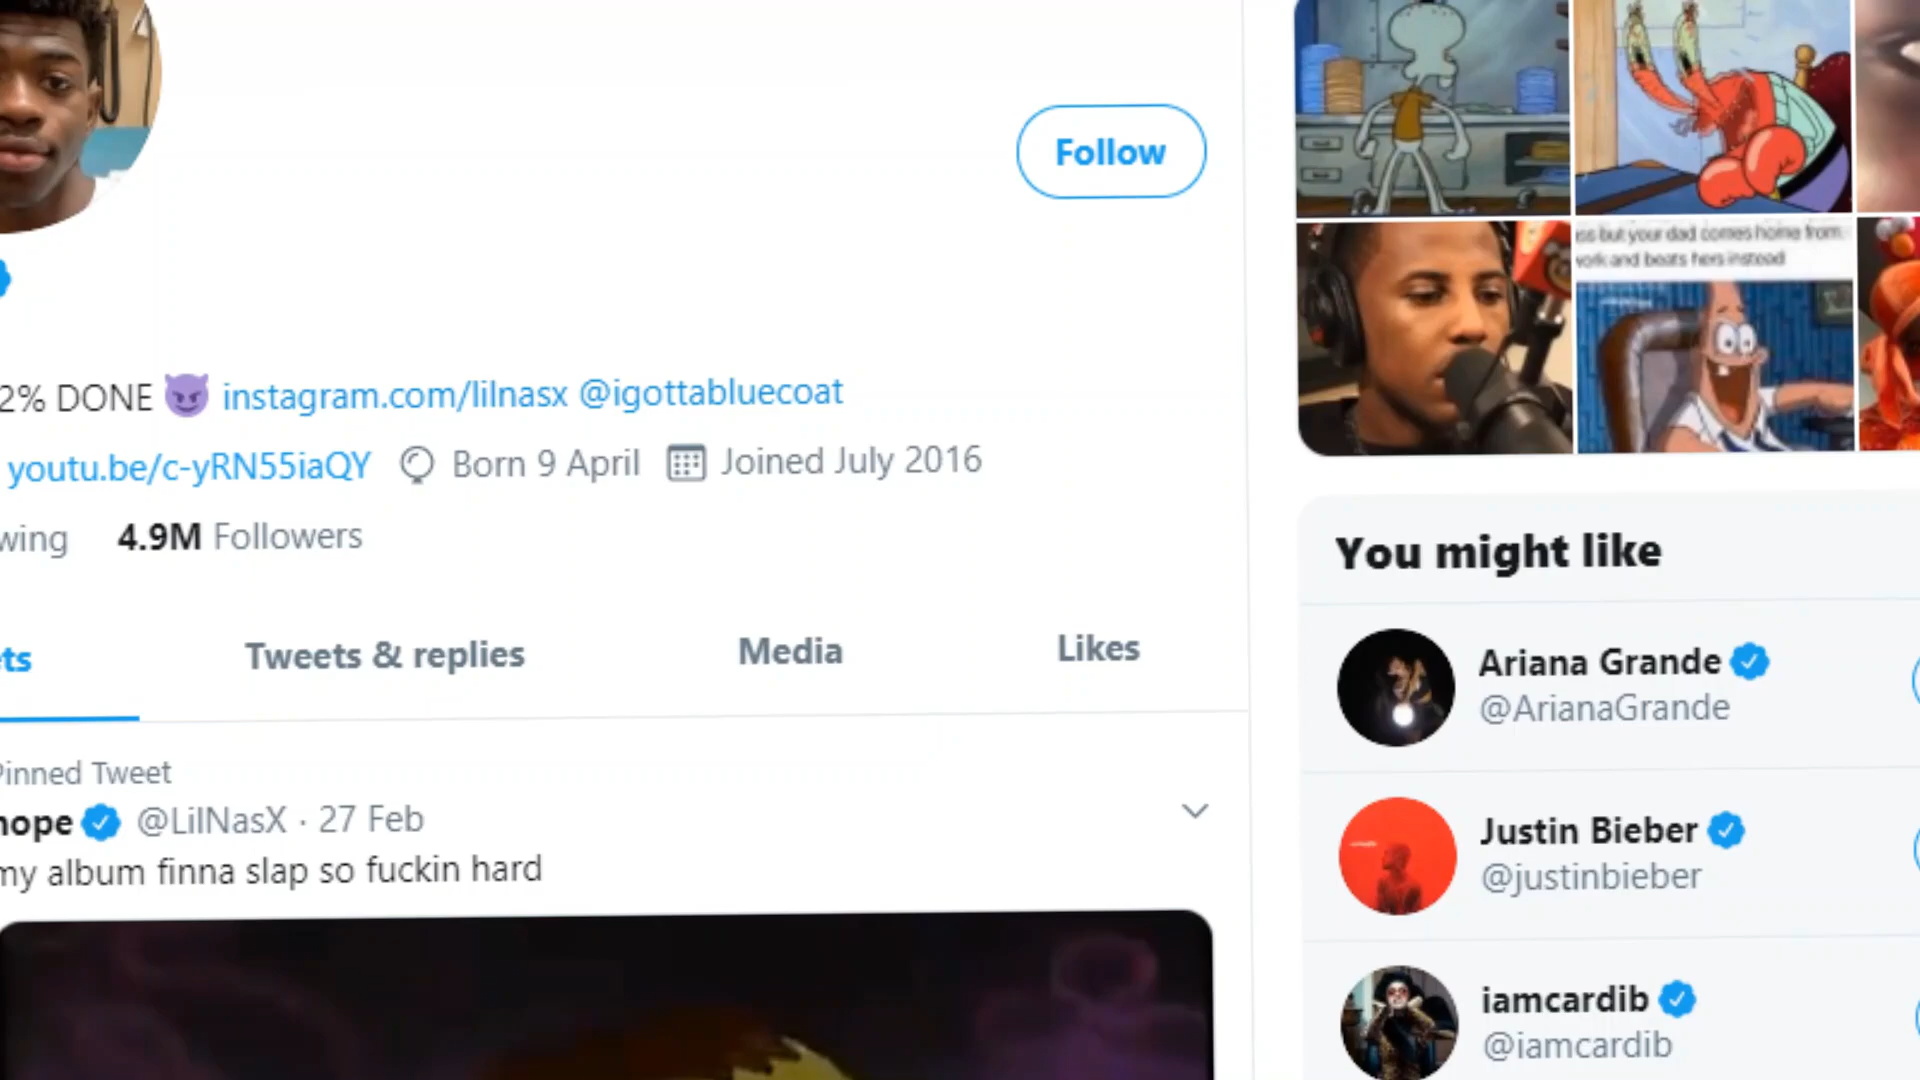 Follow
2% DONE 😈 instagram.com/lilnasx @igottabluecoat
youtu.be/c-yRN55iaQY Born 9 April Joined July 2016
wing 4.9M Followers
ts Tweets & replies Media Likes
Pinned Tweet
nope @LilNasX · 27 Feb
my album finna slap so fuckin hard
ss but your dad comes home from
work and beats hers instead
You might like
Ariana Grande
@ArianaGrande
Justin Bieber
@justinbieber
iamcardib
@iamcardib